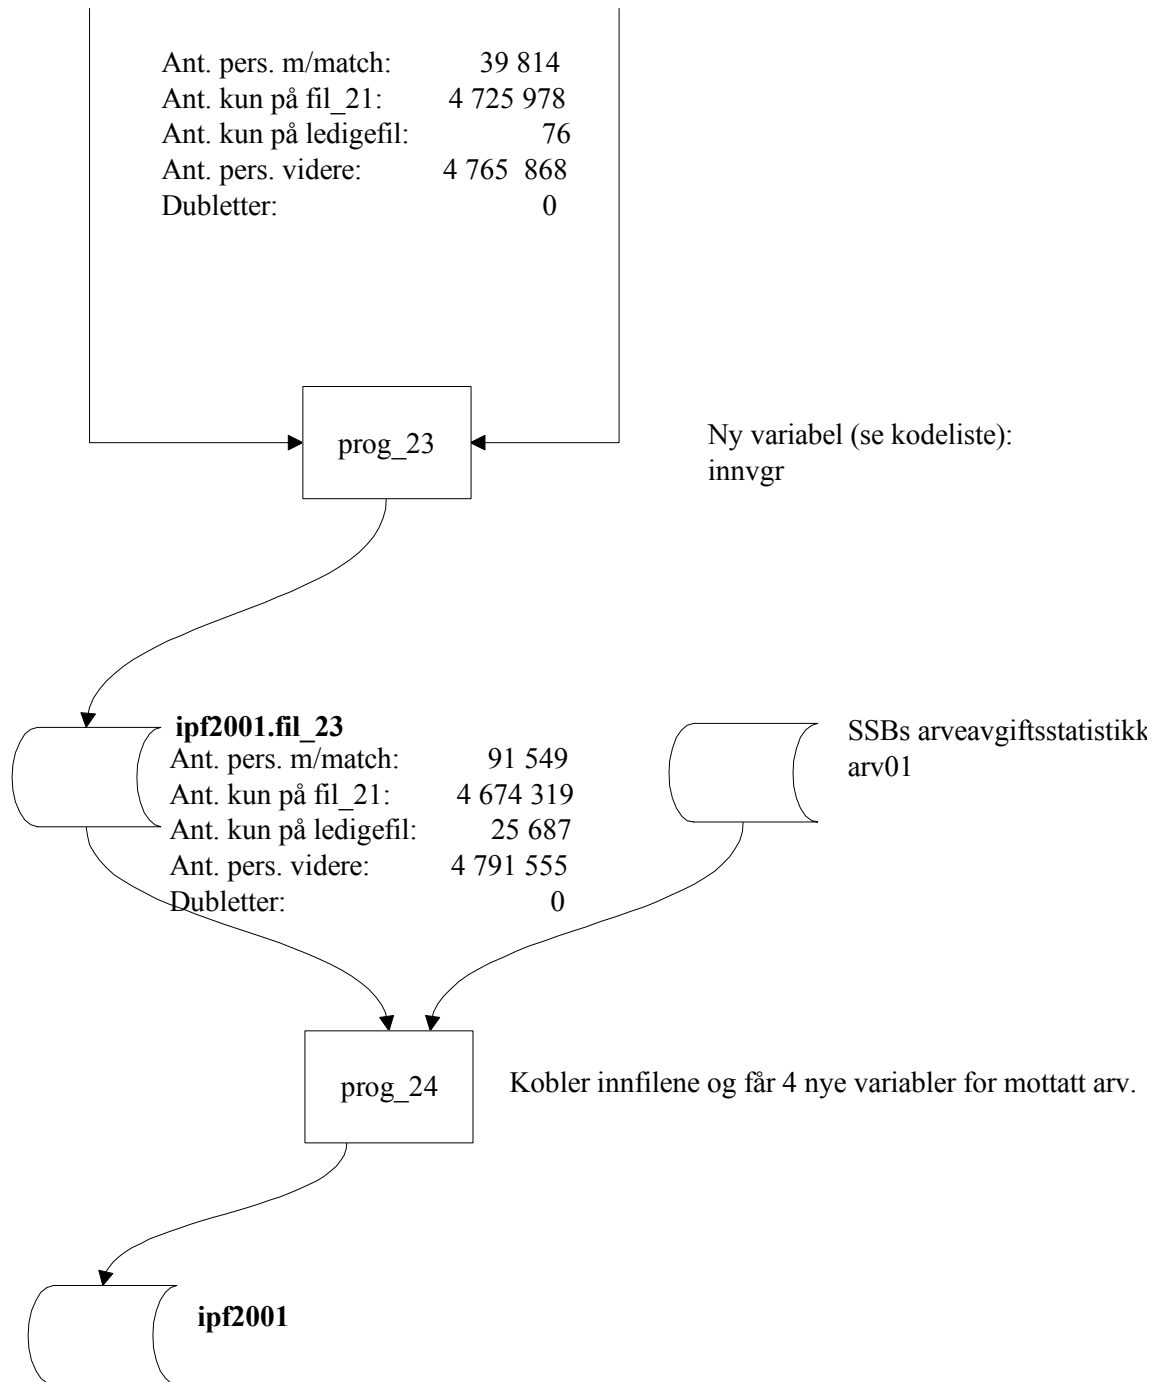 Ant. pers. m/match: 39 814
Ant. kun på fil_21: 4 725 978
Ant. kun på ledigefil: 76
Ant. pers. videre: 4 765  868
Dubletter: 0
prog_23
Ny variabel (se kodeliste):
innvgr
ipf2001.fil_23
Ant. pers. m/match: 91 549
Ant. kun på fil_21: 4 674 319
Ant. kun på ledigefil: 25 687
Ant. pers. videre: 4 791 555
Dubletter: 0
SSBs arveavgiftsstatistikk
arv01
prog_24
Kobler innfilene og får 4 nye variabler for mottatt arv.
ipf2001